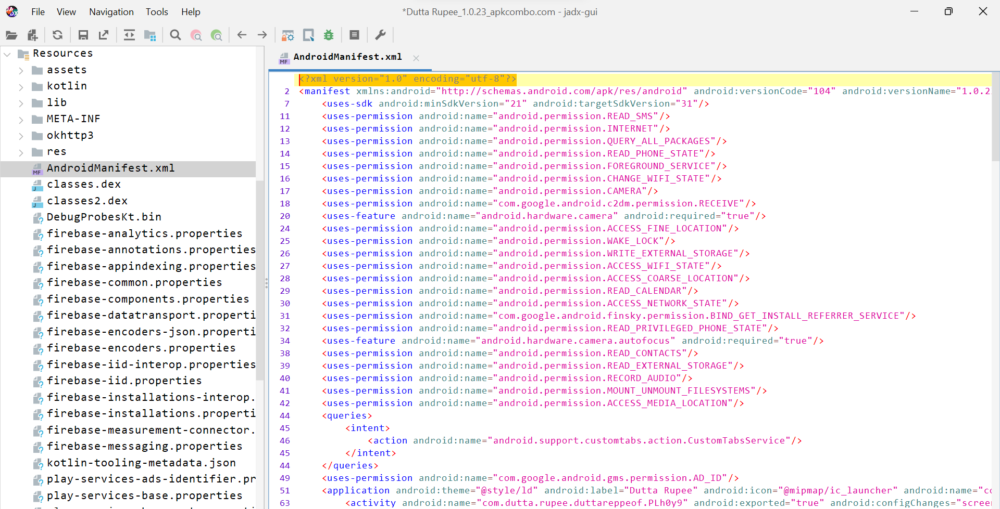 File View Navigation Tools Help
*Dutta Rupee_1.0.23_apkcombo.com - jadx-gui
Resources
assets
kotlin
lib
META-INF
okhttp3
res
AndroidManifest.xml
classes.dex
classes2.dex
DebugProbesKt.bin
firebase-analytics.properties
firebase-annotations.properties
firebase-appindexing.properties
firebase-common.properties
firebase-components.properties
firebase-datatransport.properti
firebase-encoders-json.properti
firebase-encoders.properties
firebase-iid-interop.properties
firebase-iid.properties
firebase-installations-interop.
firebase-installations.properti
firebase-measurement-connector.
firebase-messaging.properties
kotlin-tooling-metadata.json
play-services-ads-identifier.pr
play-services-base.properties
AndroidManifest.xml
<?xml version="1.0" encoding="utf-8"?>
2 <manifest xmlns:android="http://schemas.android.com/apk/res/android" android:versionCode="104" android:versionName="1.0.2
7 <uses-sdk android:minSdkVersion="21" android:targetSdkVersion="31"/>
11 <uses-permission android:name="android.permission.READ_SMS"/>
12 <uses-permission android:name="android.permission.INTERNET"/>
13 <uses-permission android:name="android.permission.QUERY_ALL_PACKAGES"/>
14 <uses-permission android:name="android.permission.READ_PHONE_STATE"/>
15 <uses-permission android:name="android.permission.FOREGROUND_SERVICE"/>
16 <uses-permission android:name="android.permission.CHANGE_WIFI_STATE"/>
17 <uses-permission android:name="android.permission.CAMERA"/>
18 <uses-permission android:name="com.google.android.c2dm.permission.RECEIVE"/>
20 <uses-feature android:name="android.hardware.camera" android:required="true"/>
24 <uses-permission android:name="android.permission.ACCESS_FINE_LOCATION"/>
25 <uses-permission android:name="android.permission.WAKE_LOCK"/>
26 <uses-permission android:name="android.permission.WRITE_EXTERNAL_STORAGE"/>
27 <uses-permission android:name="android.permission.ACCESS_WIFI_STATE"/>
28 <uses-permission android:name="android.permission.ACCESS_COARSE_LOCATION"/>
29 <uses-permission android:name="android.permission.READ_CALENDAR"/>
30 <uses-permission android:name="android.permission.ACCESS_NETWORK_STATE"/>
31 <uses-permission android:name="com.google.android.finsky.permission.BIND_GET_INSTALL_REFERRER_SERVICE"/>
32 <uses-permission android:name="android.permission.READ_PRIVILEGED_PHONE_STATE"/>
34 <uses-feature android:name="android.hardware.camera.autofocus" android:required="true"/>
38 <uses-permission android:name="android.permission.READ_CONTACTS"/>
39 <uses-permission android:name="android.permission.READ_EXTERNAL_STORAGE"/>
40 <uses-permission android:name="android.permission.RECORD_AUDIO"/>
41 <uses-permission android:name="android.permission.MOUNT_UNMOUNT_FILESYSTEMS"/>
42 <uses-permission android:name="android.permission.ACCESS_MEDIA_LOCATION"/>
44 <queries>
45 <intent>
46 <action android:name="android.support.customtabs.action.CustomTabsService"/>
45 </intent>
44 </queries>
49 <uses-permission android:name="com.google.android.gms.permission.AD_ID"/>
51 <application android:theme="@style/ld" android:label="Dutta Rupee" android:icon="@mipmap/ic_launcher" android:name="c
63 <activity android:name="com.dutta.rupee.duttareppeof.PLh0y9" android:exported="true" android:configChanges="scree